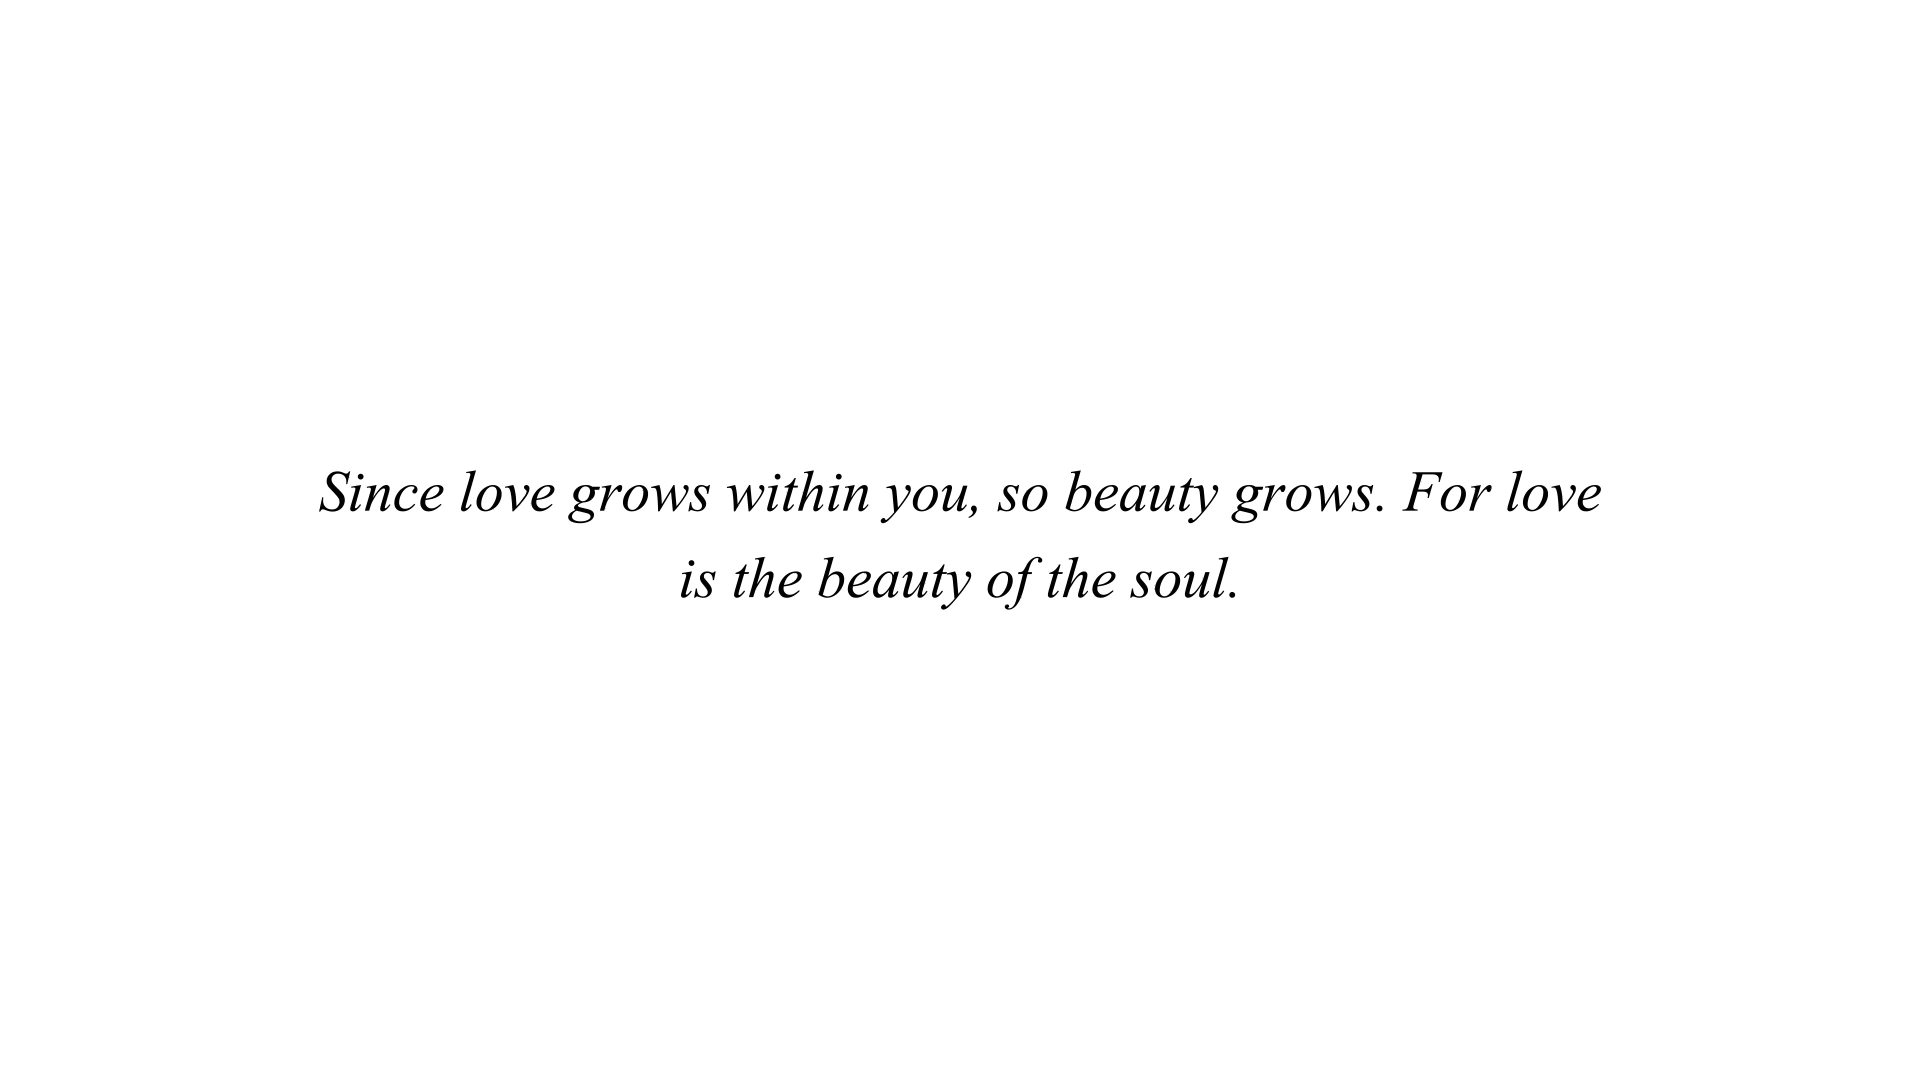 Since love grows within you, so beauty grows. For love
is the beauty of the soul.